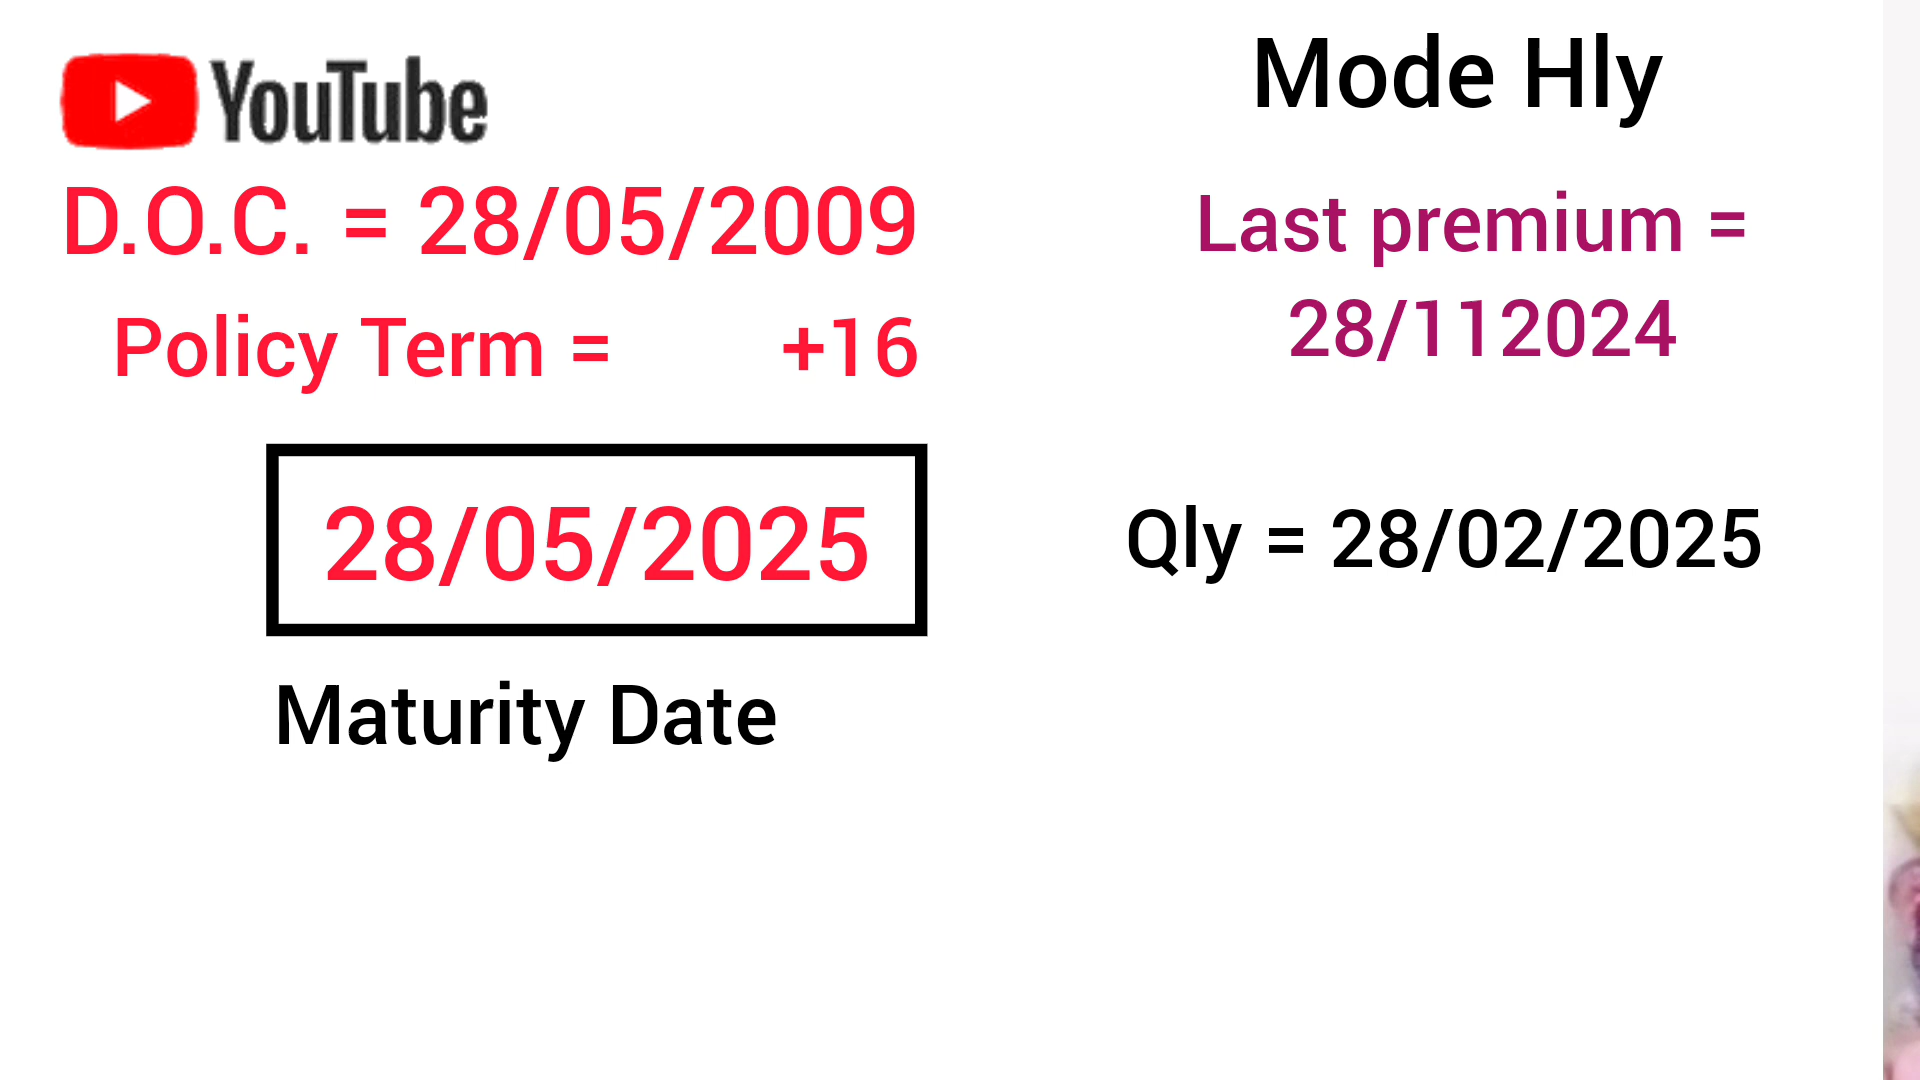 YouTube
D.O.C. = 28/05/2009
Policy Term = +16
28/05/2025
Maturity Date
Mode Hly
Last premium =
28/112024
Qly = 28/02/2025